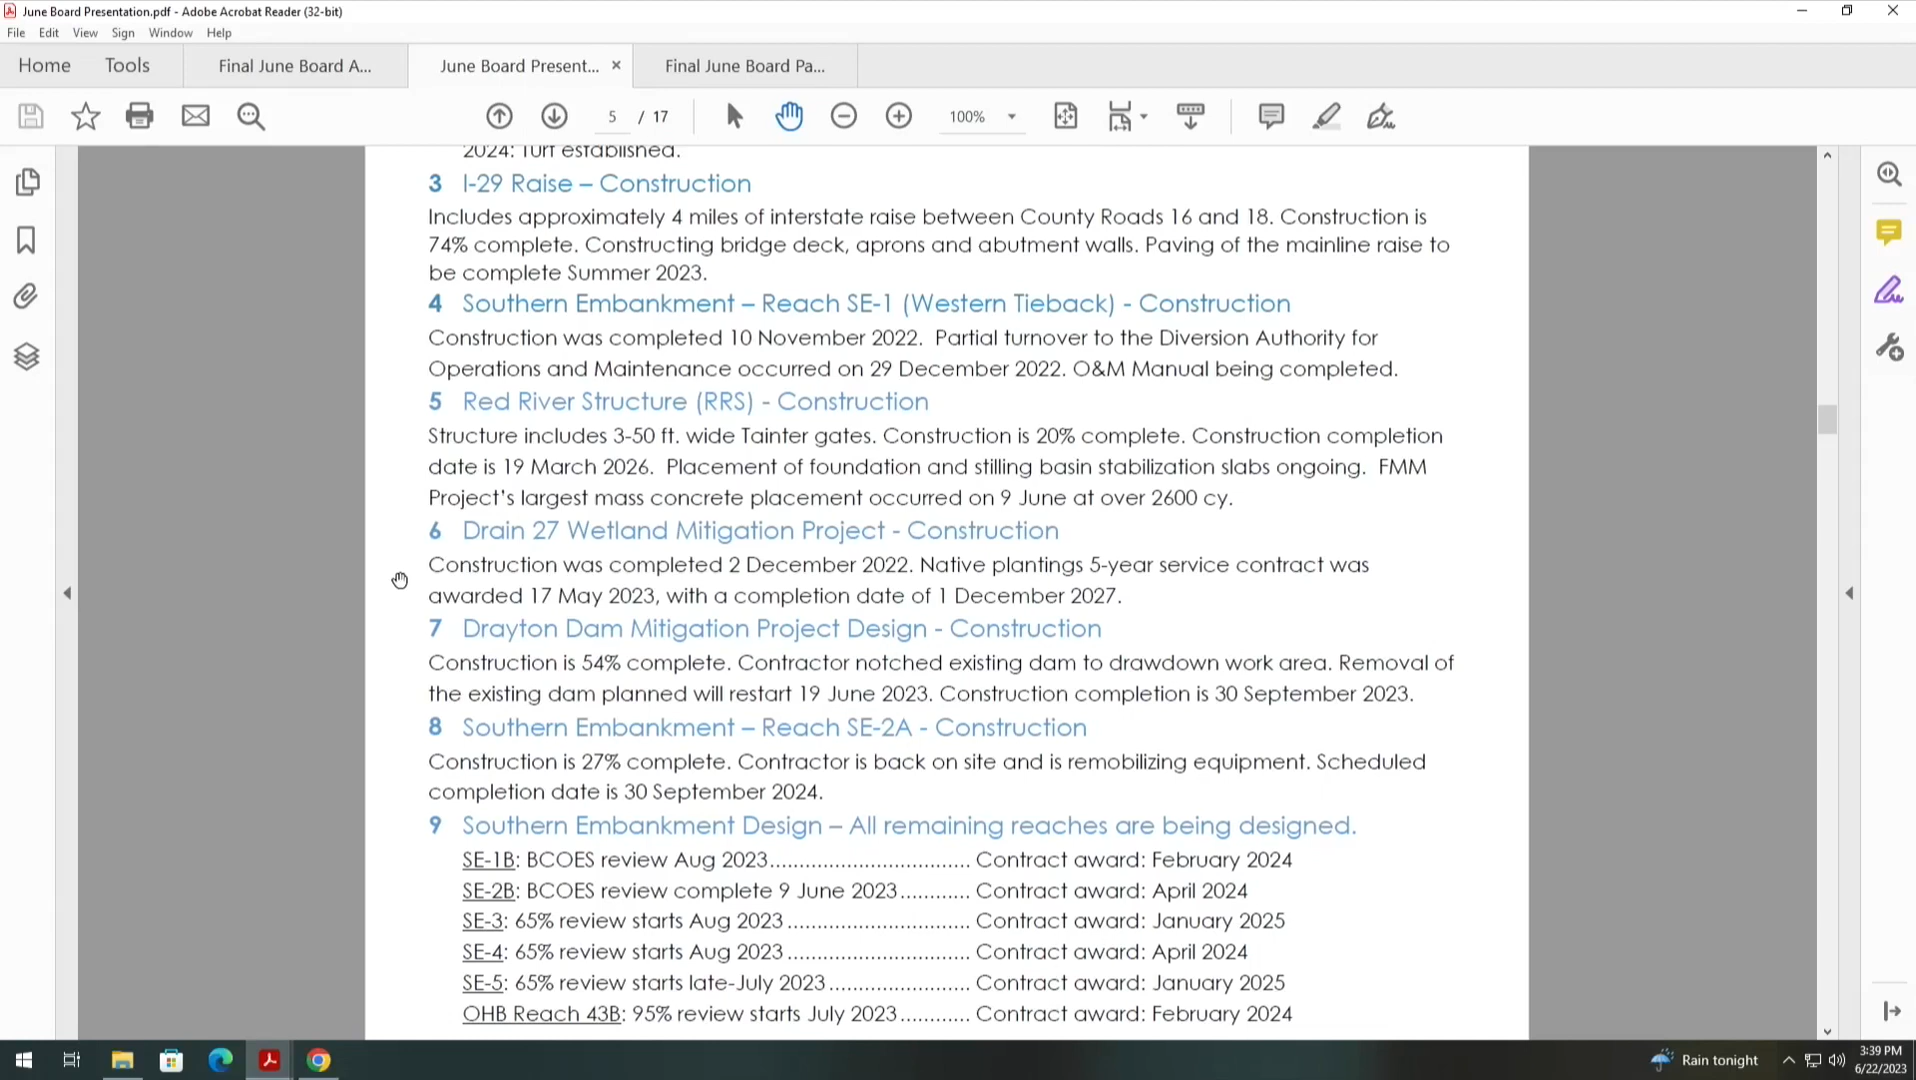 June Board Presentation.pdf - Adobe Acrobat Reader (32-bit)
File Edit View Sign Window Help
Home Tools Final June Board A... June Board Present... × Final June Board Pa...
5 / 17 100%
2024: Turf established.
3 I-29 Raise – Construction
Includes approximately 4 miles of interstate raise between County Roads 16 and 18. Construction is
74% complete. Constructing bridge deck, aprons and abutment walls. Paving of the mainline raise to
be complete Summer 2023.
4 Southern Embankment – Reach SE-1 (Western Tieback) - Construction
Construction was completed 10 November 2022.  Partial turnover to the Diversion Authority for
Operations and Maintenance occurred on 29 December 2022. O&M Manual being completed.
5 Red River Structure (RRS) - Construction
Structure includes 3-50 ft. wide Tainter gates. Construction is 20% complete. Construction completion
date is 19 March 2026.  Placement of foundation and stilling basin stabilization slabs ongoing.  FMM
Project's largest mass concrete placement occurred on 9 June at over 2600 cy.
6 Drain 27 Wetland Mitigation Project - Construction
Construction was completed 2 December 2022. Native plantings 5-year service contract was
awarded 17 May 2023, with a completion date of 1 December 2027.
7 Drayton Dam Mitigation Project Design - Construction
Construction is 54% complete. Contractor notched existing dam to drawdown work area. Removal of
the existing dam planned will restart 19 June 2023. Construction completion is 30 September 2023.
8 Southern Embankment – Reach SE-2A - Construction
Construction is 27% complete. Contractor is back on site and is remobilizing equipment. Scheduled
completion date is 30 September 2024.
9 Southern Embankment Design – All remaining reaches are being designed.
SE-1B: BCOES review Aug 2023.................................. Contract award: February 2024
SE-2B: BCOES review complete 9 June 2023............ Contract award: April 2024
SE-3: 65% review starts Aug 2023............................... Contract award: January 2025
SE-4: 65% review starts Aug 2023............................... Contract award: April 2024
SE-5: 65% review starts late-July 2023........................ Contract award: January 2025
OHB Reach 43B: 95% review starts July 2023............ Contract award: February 2024
Rain tonight
3:39 PM
6/22/2023